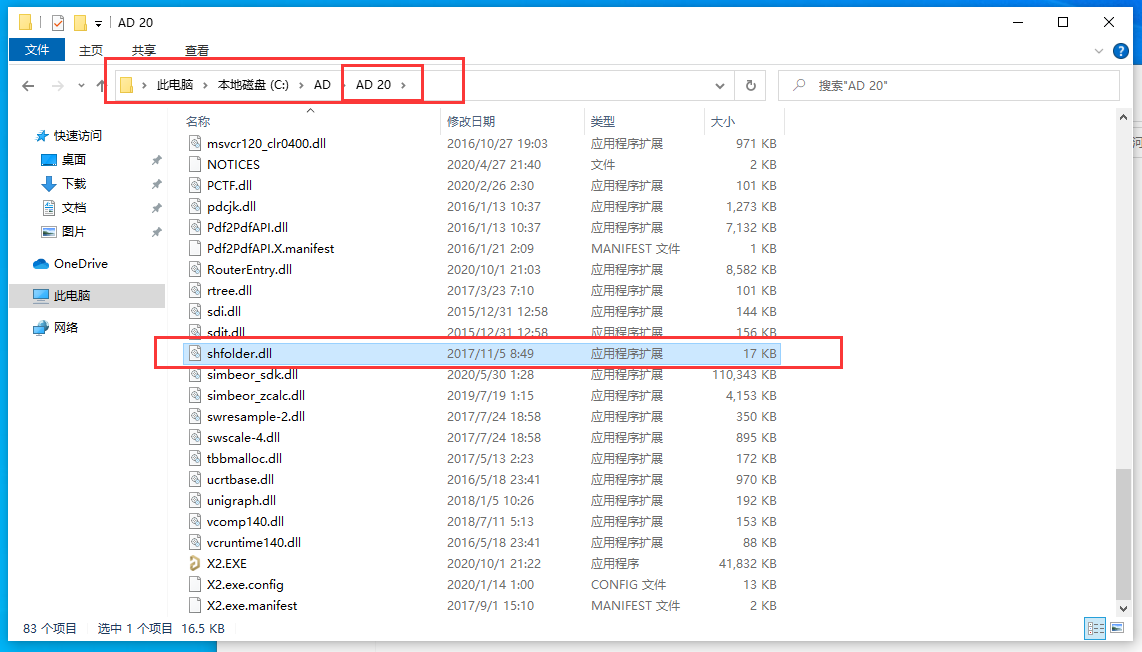 AD 20
文件 主页 共享 查看
此电脑 本地磁盘 (C:) AD AD 20 搜索"AD 20"
名称 修改日期 类型 大小
快速访问
桌面
下载
文档
图片
OneDrive
此电脑
网络
msvcr120_clr0400.dll 2016/10/27 19:03 应用程序扩展 971 KB
NOTICES 2020/4/27 21:40 文件 2 KB
PCTF.dll 2020/2/26 2:30 应用程序扩展 101 KB
pdcjk.dll 2016/1/13 10:37 应用程序扩展 1,273 KB
Pdf2PdfAPI.dll 2016/1/13 10:37 应用程序扩展 7,132 KB
Pdf2PdfAPI.X.manifest 2016/1/21 2:09 MANIFEST 文件 1 KB
RouterEntry.dll 2020/10/1 21:03 应用程序扩展 8,582 KB
rtree.dll 2017/3/23 7:10 应用程序扩展 101 KB
sdi.dll 2015/12/31 12:58 应用程序扩展 144 KB
sdit.dll 2015/12/31 12:58 应用程序扩展 156 KB
shfolder.dll 2017/11/5 8:49 应用程序扩展 17 KB
simbeor_sdk.dll 2020/5/30 1:28 应用程序扩展 110,343 KB
simbeor_zcalc.dll 2019/7/19 1:15 应用程序扩展 4,153 KB
swresample-2.dll 2017/7/24 18:58 应用程序扩展 350 KB
swscale-4.dll 2017/7/24 18:58 应用程序扩展 895 KB
tbbmalloc.dll 2017/5/13 2:23 应用程序扩展 172 KB
ucrtbase.dll 2016/5/18 23:41 应用程序扩展 970 KB
unigraph.dll 2018/1/5 10:26 应用程序扩展 192 KB
vcomp140.dll 2018/7/11 5:13 应用程序扩展 153 KB
vcruntime140.dll 2016/5/18 23:41 应用程序扩展 88 KB
X2.EXE 2020/10/1 21:22 应用程序 41,832 KB
X2.exe.config 2020/1/14 1:00 CONFIG 文件 13 KB
X2.exe.manifest 2017/9/1 15:10 MANIFEST 文件 2 KB
83 个项目 选中 1 个项目 16.5 KB